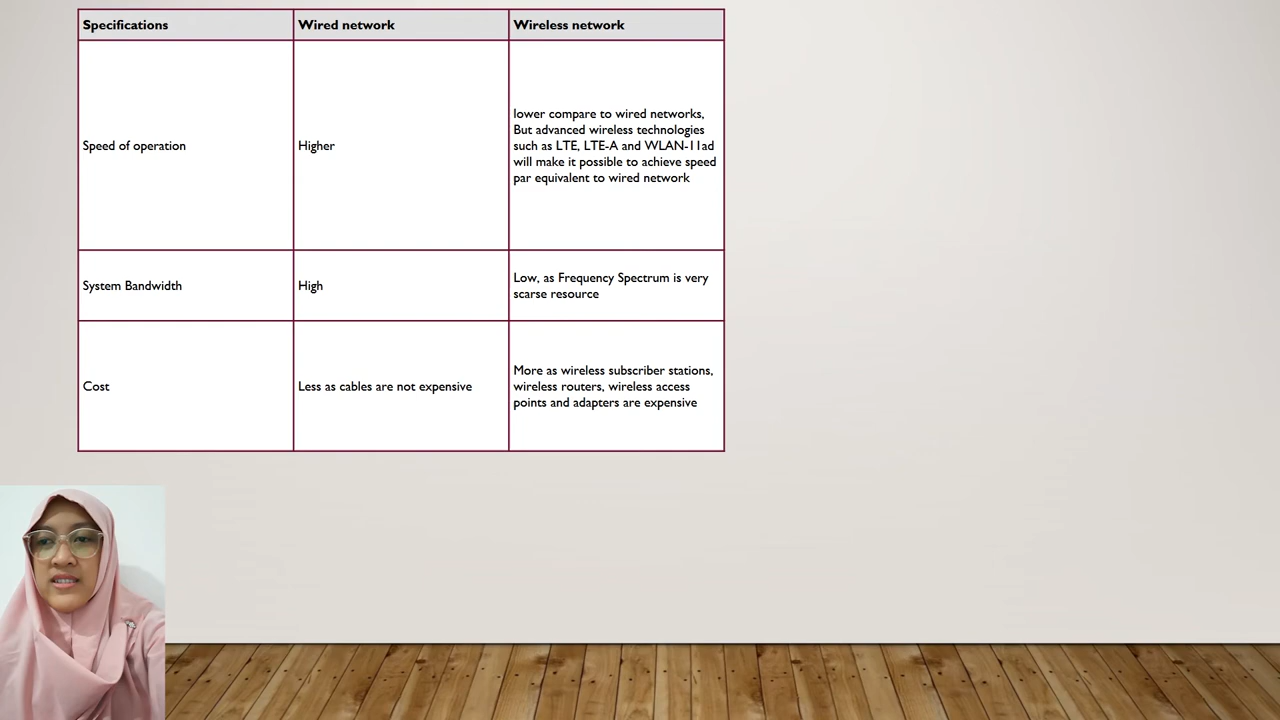 Specifications
Wired network
Wireless network
Speed of operation
Higher
lower compare to wired networks,
But advanced wireless technologies
such as LTE, LTE-A and WLAN-11ad
will make it possible to achieve speed
par equivalent to wired network
System Bandwidth
High
Low, as Frequency Spectrum is very
scarse resource
Cost
Less as cables are not expensive
More as wireless subscriber stations,
wireless routers, wireless access
points and adapters are expensive